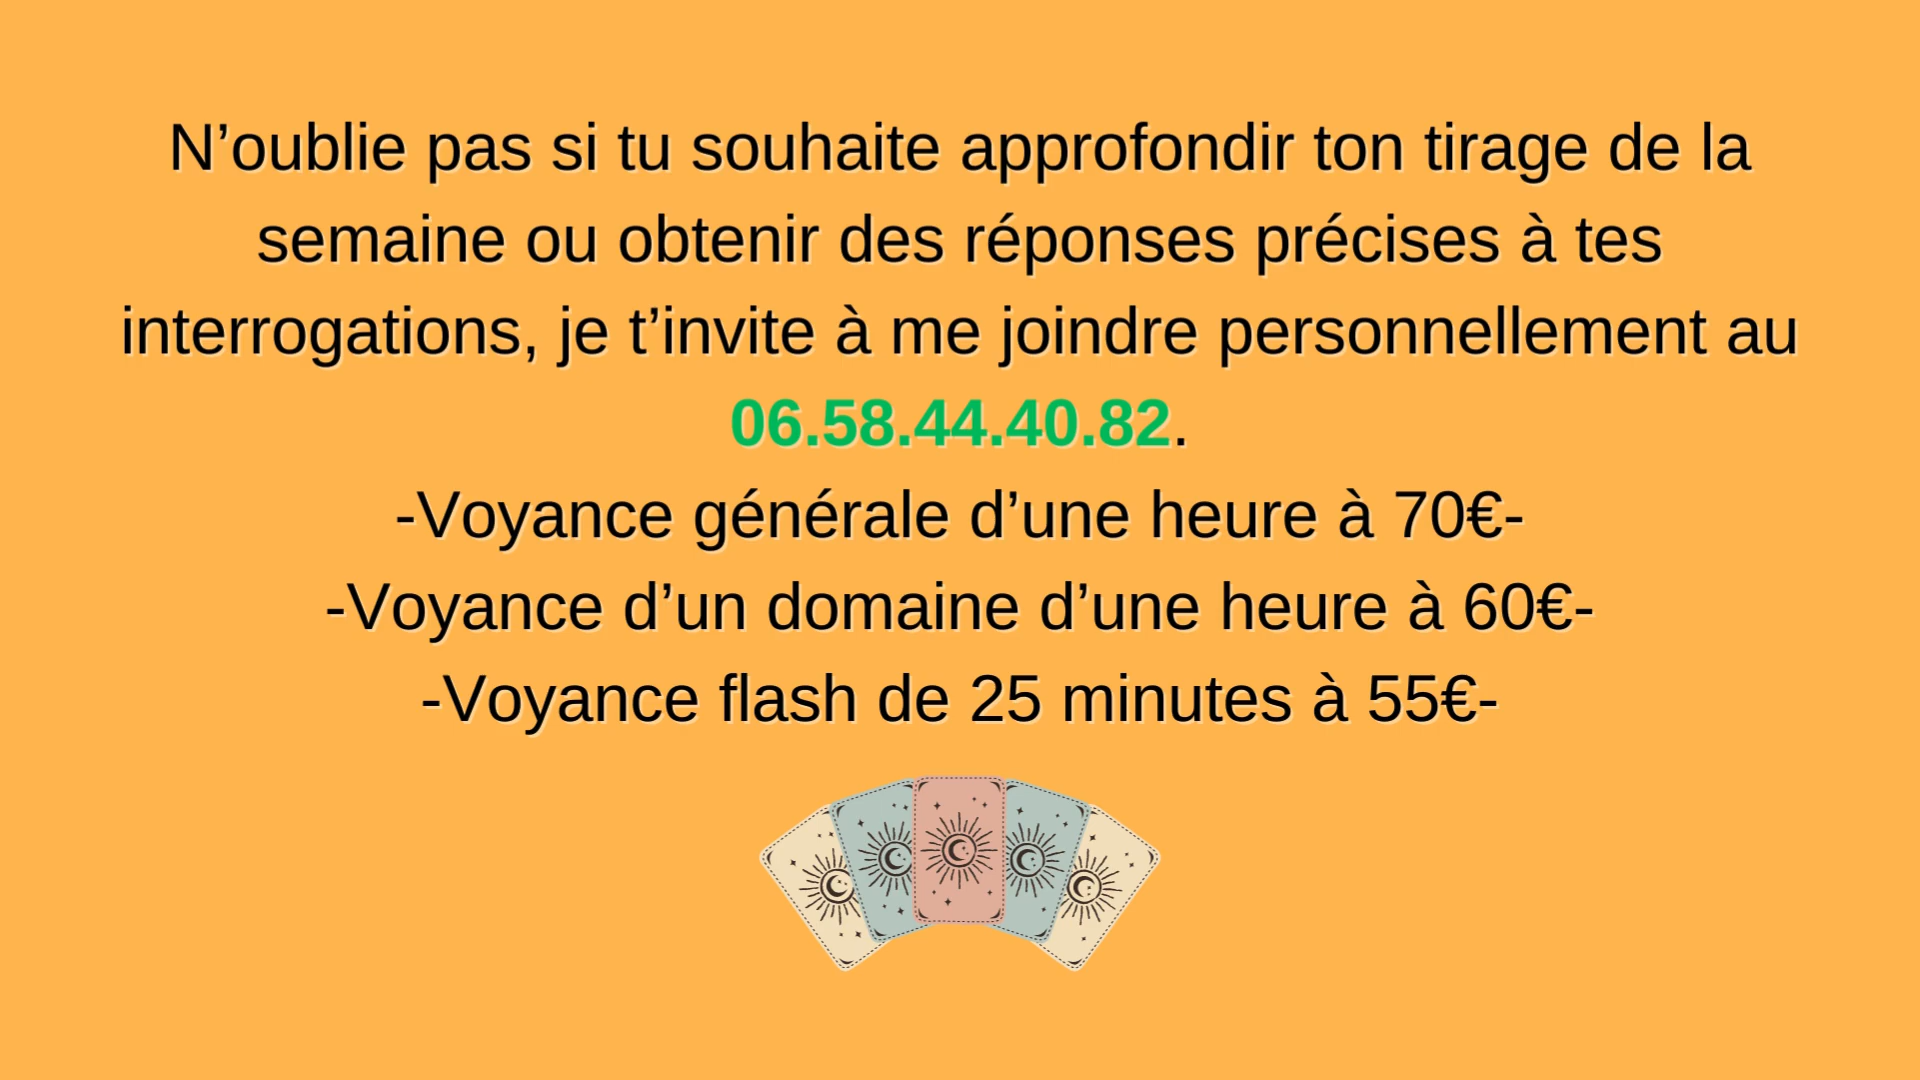 N’oublie pas si tu souhaite approfondir ton tirage de la
semaine ou obtenir des réponses précises à tes
interrogations, je t’invite à me joindre personnellement au
06.58.44.40.82.
-Voyance générale d’une heure à 70€-
-Voyance d’un domaine d’une heure à 60€-
-Voyance flash de 25 minutes à 55€-